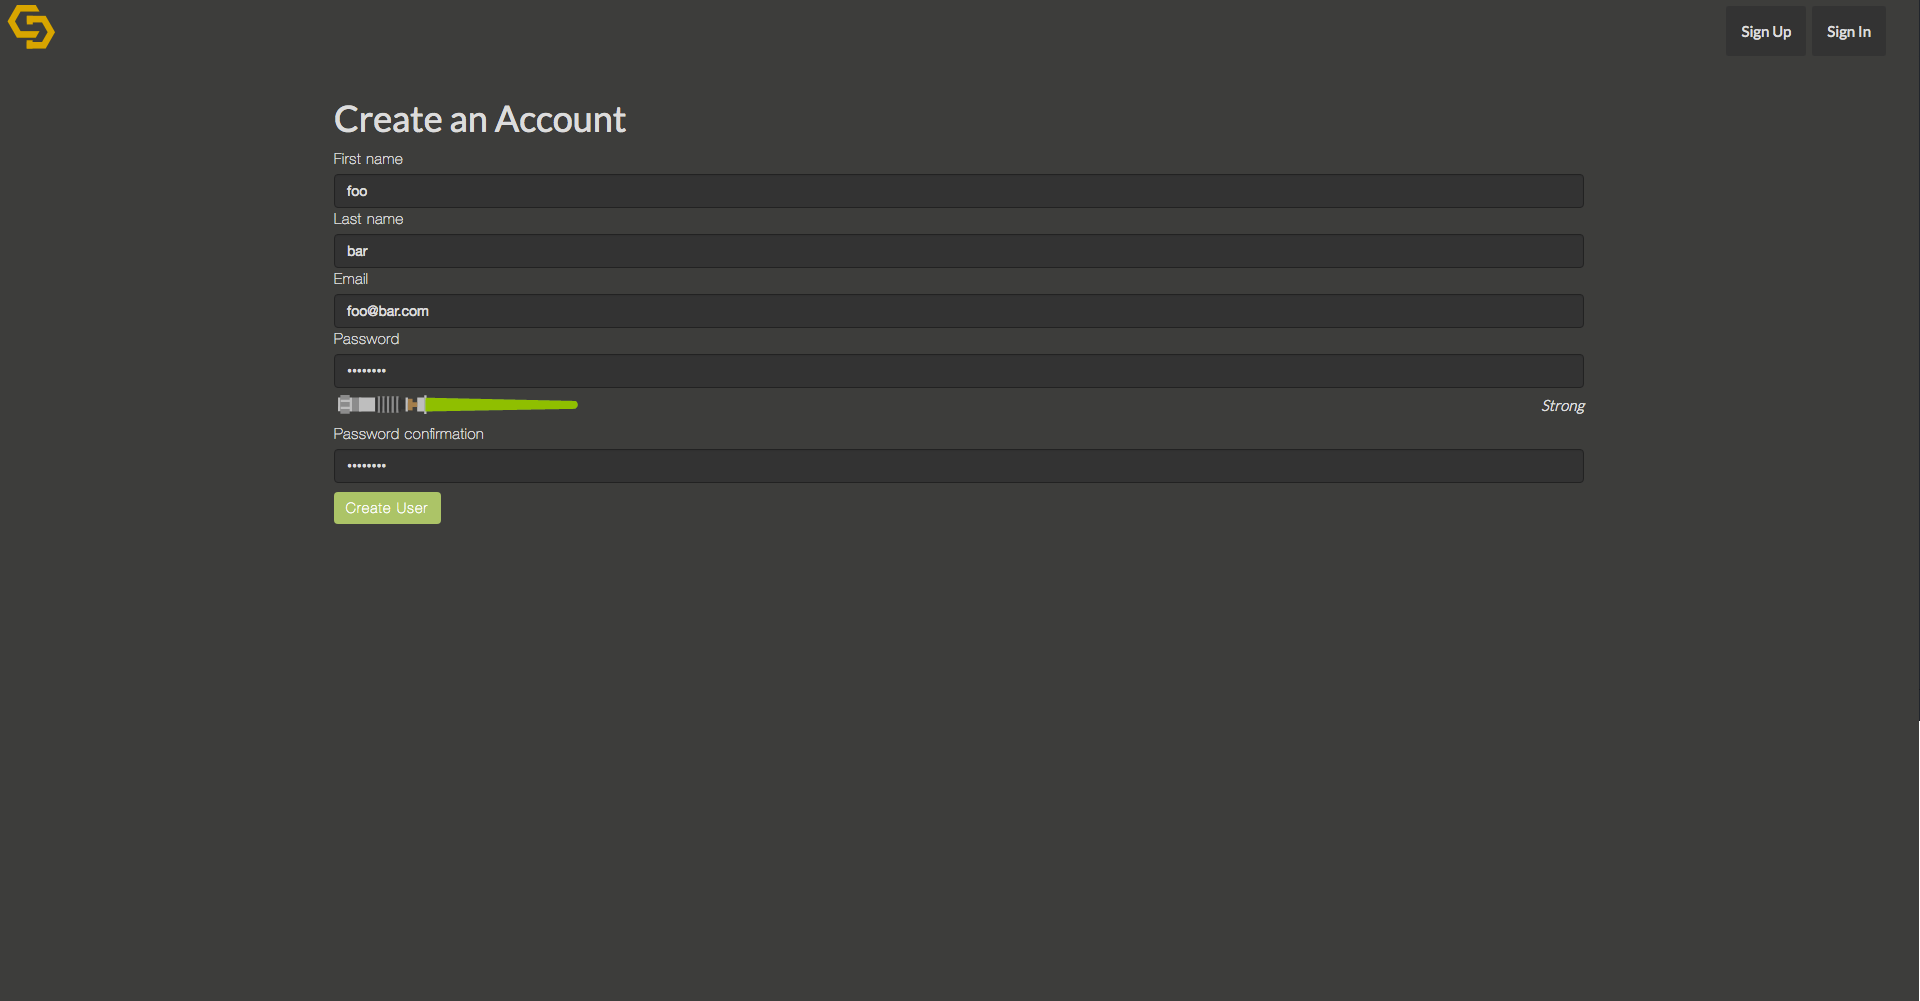 Sign Up Sign In
Create an Account
First name
foo
Last name
bar
Email
foo@bar.com
Password
••••••••
Strong
Password confirmation
••••••••
Create User